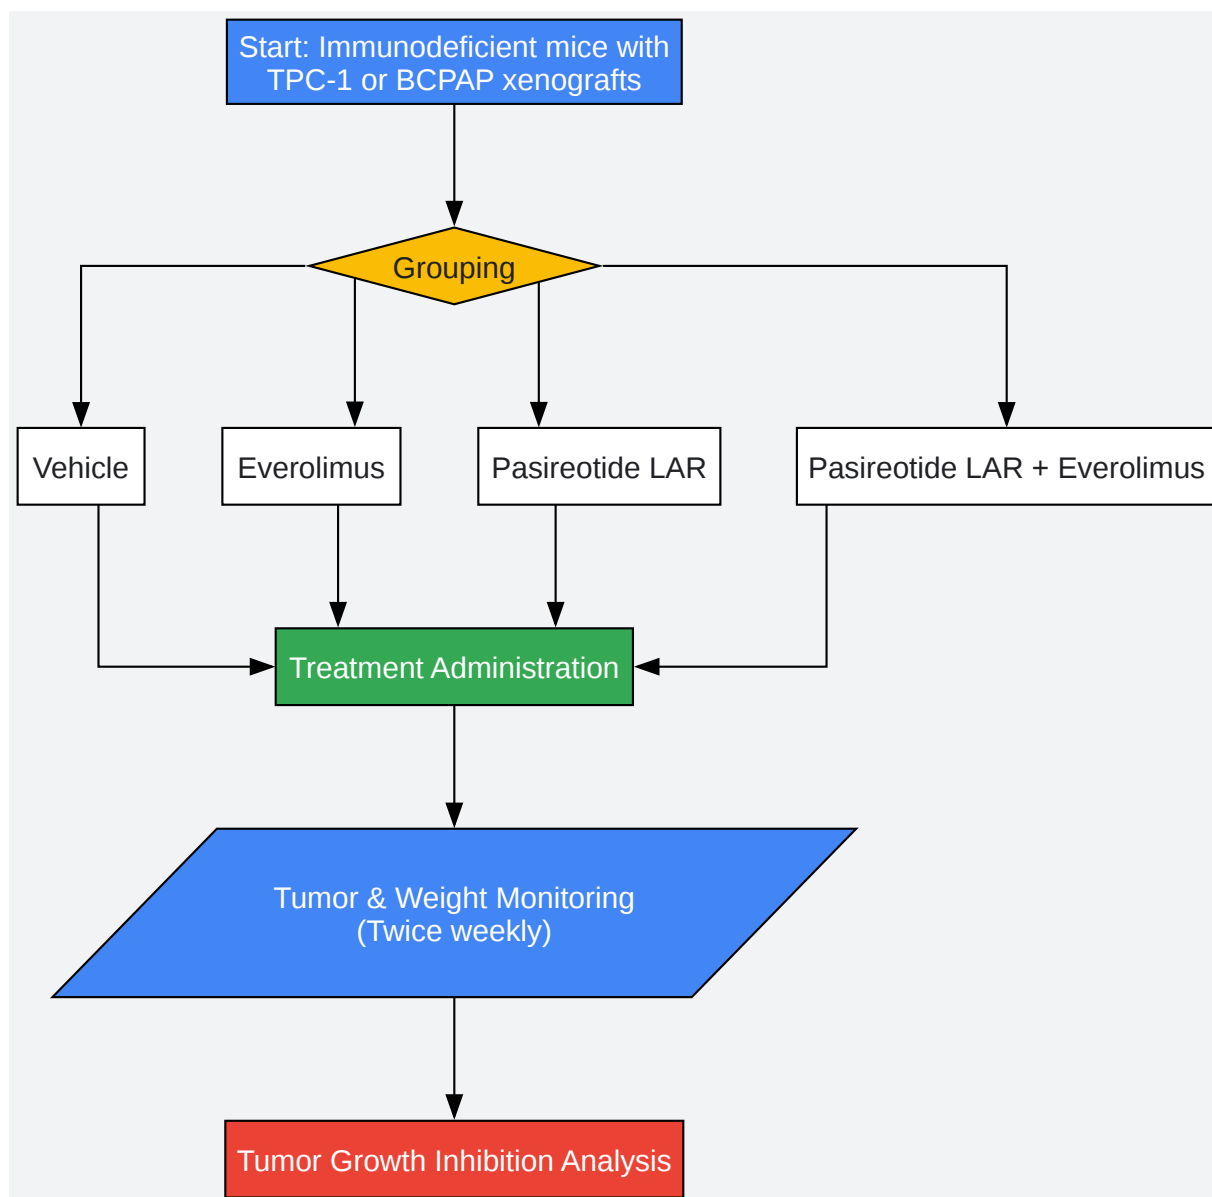 Start: Immunodeficient mice with
TPC-1 or BCPAP xenografts
Grouping
Vehicle
Everolimus
Pasireotide LAR
Pasireotide LAR + Everolimus
Treatment Administration
Tumor & Weight Monitoring
(Twice weekly)
Tumor Growth Inhibition Analysis